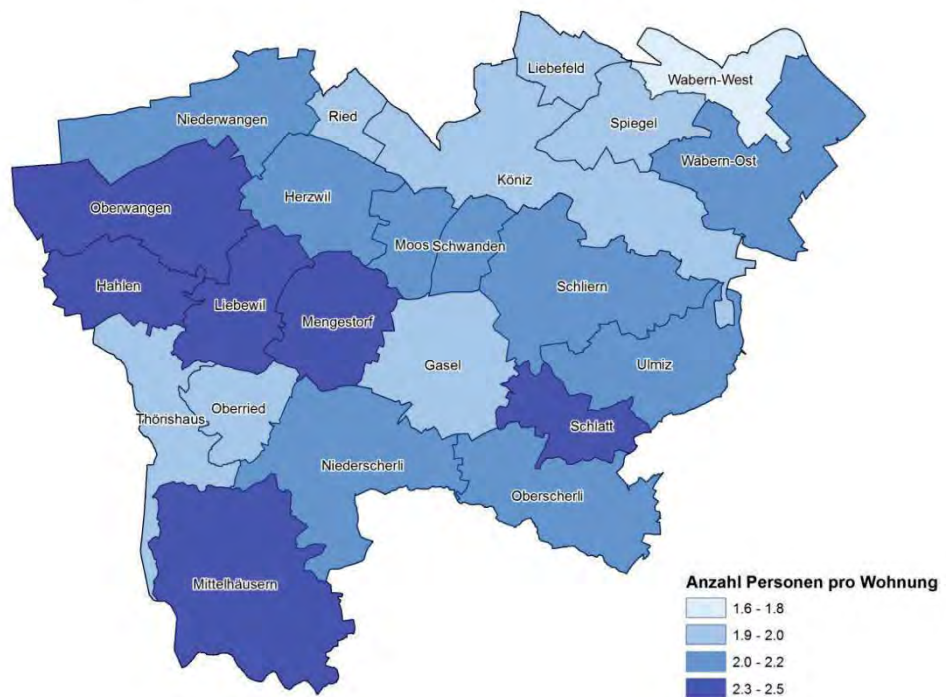 Liebefeld
Wabern-West
Niederwangen
Ried
Spiegel
Wabern-Ost
Köniz
Herzwil
Oberwangen
Moos
Schwanden
Hahlen
Liebewil
Mengestorf
Schliern
Gasel
Ulmiz
Thörishaus
Oberried
Schlatt
Niederscherli
Oberscherli
Mittelhäusern
Anzahl Personen pro Wohnung
1.6 - 1.8
1.9 - 2.0
2.0 - 2.2
2.3 - 2.5